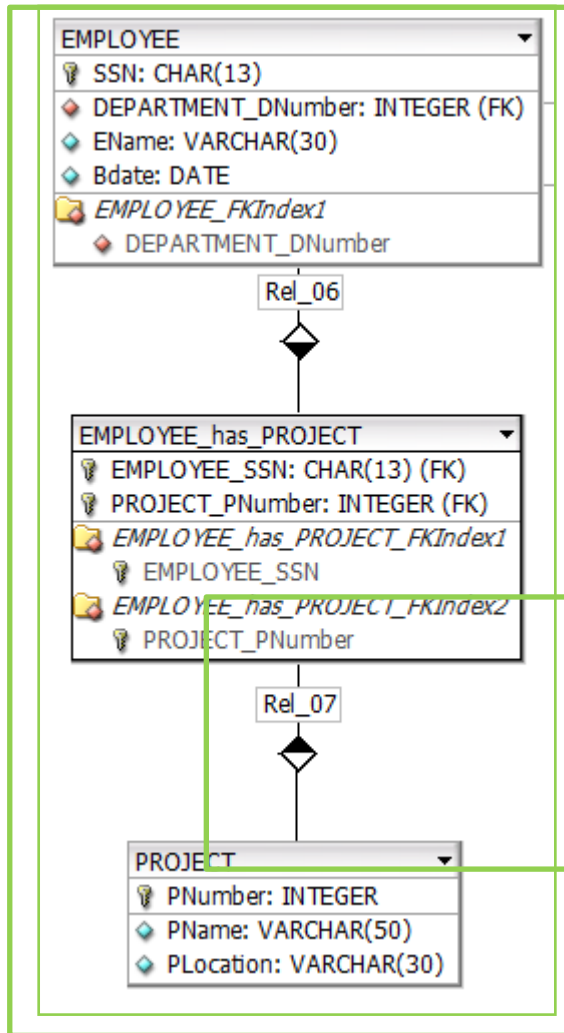 EMPLOYEE
SSN: CHAR(13)
DEPARTMENT_DNumber: INTEGER (FK)
EName: VARCHAR(30)
Bdate: DATE
EMPLOYEE_FKIndex1
DEPARTMENT_DNumber
Rel_06
EMPLOYEE_has_PROJECT
EMPLOYEE_SSN: CHAR(13) (FK)
PROJECT_PNumber: INTEGER (FK)
EMPLOYEE_has_PROJECT_FKIndex1
EMPLOYEE_SSN
EMPLOYEE_has_PROJECT_FKIndex2
PROJECT_PNumber
Rel_07
PROJECT
PNumber: INTEGER
PName: VARCHAR(50)
PLocation: VARCHAR(30)